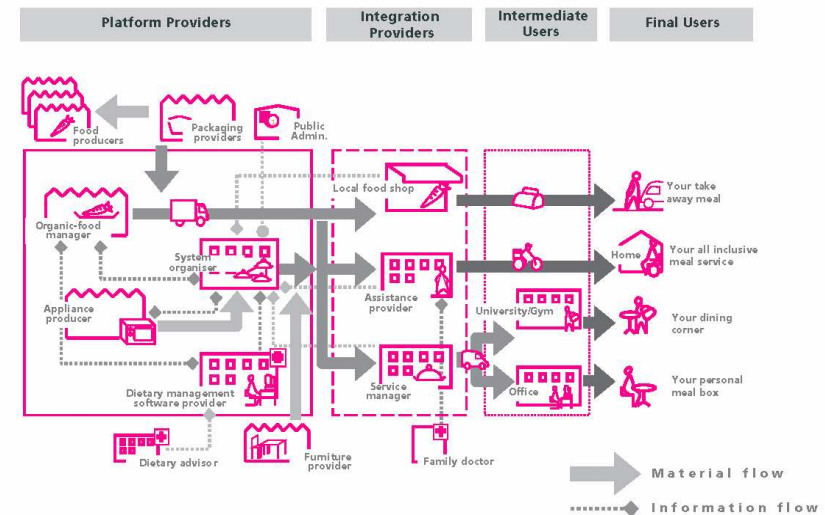 Platform Providers
Integration
Providers
Intermediate
Users
Final Users
Food
producers
Packaging
providers
Public
Admin.
Local food shop
Your take
away meal
Organic-food
manager
System
organiser
Home
Your all inclusive
meal service
Appliance
producer
Assistance
provider
University/Gym
Your dining
corner
Dietary management
software provider
Service
manager
Office
Your personal
meal box
Dietary advisor
Furniture
provider
Family doctor
Material flow
Information flow